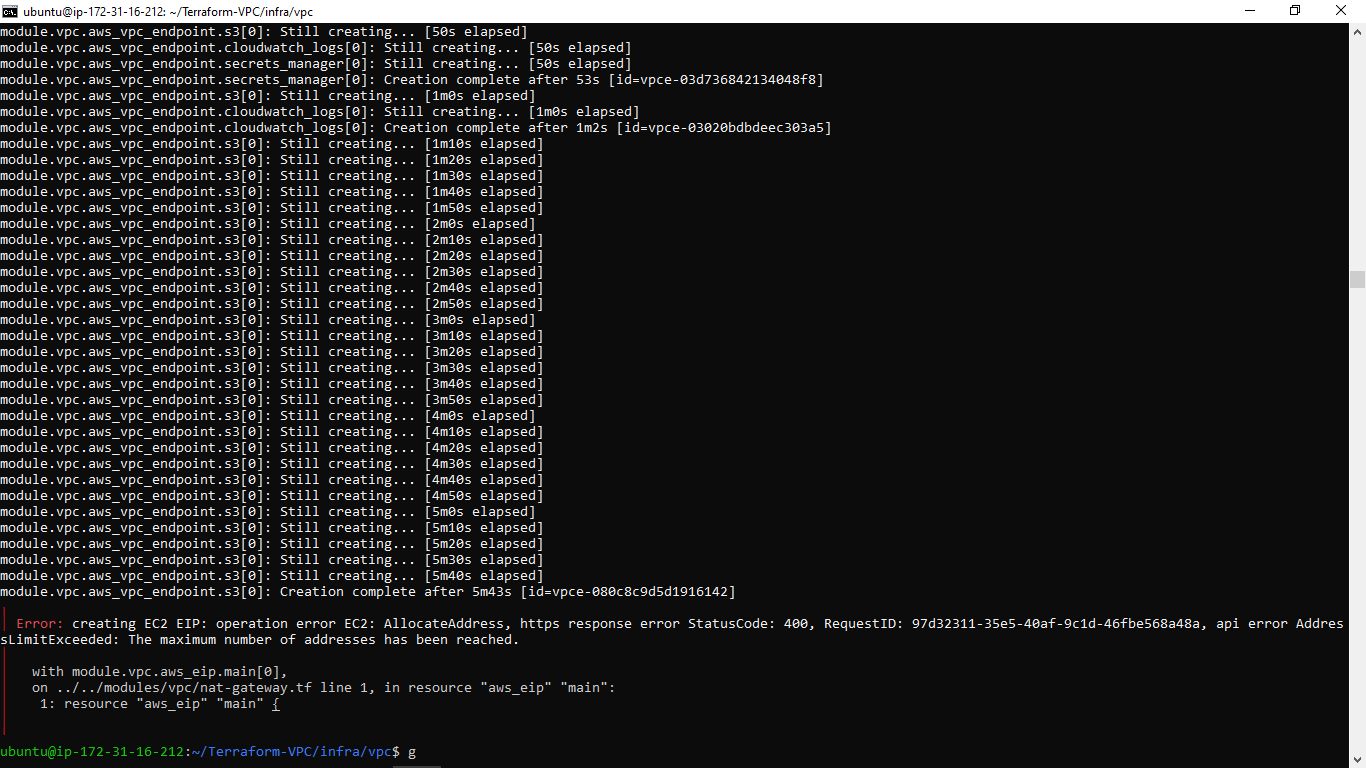 ubuntu@ip-172-31-16-212: ~/Terraform-VPC/infra/vpc
module.vpc.aws_vpc_endpoint.s3[0]: Still creating... [50s elapsed]
module.vpc.aws_vpc_endpoint.cloudwatch_logs[0]: Still creating... [50s elapsed]
module.vpc.aws_vpc_endpoint.secrets_manager[0]: Still creating... [50s elapsed]
module.vpc.aws_vpc_endpoint.secrets_manager[0]: Creation complete after 53s [id=vpce-03d736842134048f8]
module.vpc.aws_vpc_endpoint.s3[0]: Still creating... [1m0s elapsed]
module.vpc.aws_vpc_endpoint.cloudwatch_logs[0]: Still creating... [1m0s elapsed]
module.vpc.aws_vpc_endpoint.cloudwatch_logs[0]: Creation complete after 1m2s [id=vpce-03020bdbdeec303a5]
module.vpc.aws_vpc_endpoint.s3[0]: Still creating... [1m10s elapsed]
module.vpc.aws_vpc_endpoint.s3[0]: Still creating... [1m20s elapsed]
module.vpc.aws_vpc_endpoint.s3[0]: Still creating... [1m30s elapsed]
module.vpc.aws_vpc_endpoint.s3[0]: Still creating... [1m40s elapsed]
module.vpc.aws_vpc_endpoint.s3[0]: Still creating... [1m50s elapsed]
module.vpc.aws_vpc_endpoint.s3[0]: Still creating... [2m0s elapsed]
module.vpc.aws_vpc_endpoint.s3[0]: Still creating... [2m10s elapsed]
module.vpc.aws_vpc_endpoint.s3[0]: Still creating... [2m20s elapsed]
module.vpc.aws_vpc_endpoint.s3[0]: Still creating... [2m30s elapsed]
module.vpc.aws_vpc_endpoint.s3[0]: Still creating... [2m40s elapsed]
module.vpc.aws_vpc_endpoint.s3[0]: Still creating... [2m50s elapsed]
module.vpc.aws_vpc_endpoint.s3[0]: Still creating... [3m0s elapsed]
module.vpc.aws_vpc_endpoint.s3[0]: Still creating... [3m10s elapsed]
module.vpc.aws_vpc_endpoint.s3[0]: Still creating... [3m20s elapsed]
module.vpc.aws_vpc_endpoint.s3[0]: Still creating... [3m30s elapsed]
module.vpc.aws_vpc_endpoint.s3[0]: Still creating... [3m40s elapsed]
module.vpc.aws_vpc_endpoint.s3[0]: Still creating... [3m50s elapsed]
module.vpc.aws_vpc_endpoint.s3[0]: Still creating... [4m0s elapsed]
module.vpc.aws_vpc_endpoint.s3[0]: Still creating... [4m10s elapsed]
module.vpc.aws_vpc_endpoint.s3[0]: Still creating... [4m20s elapsed]
module.vpc.aws_vpc_endpoint.s3[0]: Still creating... [4m30s elapsed]
module.vpc.aws_vpc_endpoint.s3[0]: Still creating... [4m40s elapsed]
module.vpc.aws_vpc_endpoint.s3[0]: Still creating... [4m50s elapsed]
module.vpc.aws_vpc_endpoint.s3[0]: Still creating... [5m0s elapsed]
module.vpc.aws_vpc_endpoint.s3[0]: Still creating... [5m10s elapsed]
module.vpc.aws_vpc_endpoint.s3[0]: Still creating... [5m20s elapsed]
module.vpc.aws_vpc_endpoint.s3[0]: Still creating... [5m30s elapsed]
module.vpc.aws_vpc_endpoint.s3[0]: Still creating... [5m40s elapsed]
module.vpc.aws_vpc_endpoint.s3[0]: Creation complete after 5m43s [id=vpce-080c8c9d5d1916142]
Error: creating EC2 EIP: operation error EC2: AllocateAddress, https response error StatusCode: 400, RequestID: 97d32311-35e5-40af-9c1d-46fbe568a48a, api error Addres
sLimitExceeded: The maximum number of addresses has been reached.
with module.vpc.aws_eip.main[0],
on ../../modules/vpc/nat-gateway.tf line 1, in resource "aws_eip" "main":
1: resource "aws_eip" "main" {
ubuntu@ip-172-31-16-212:~/Terraform-VPC/infra/vpc$ g